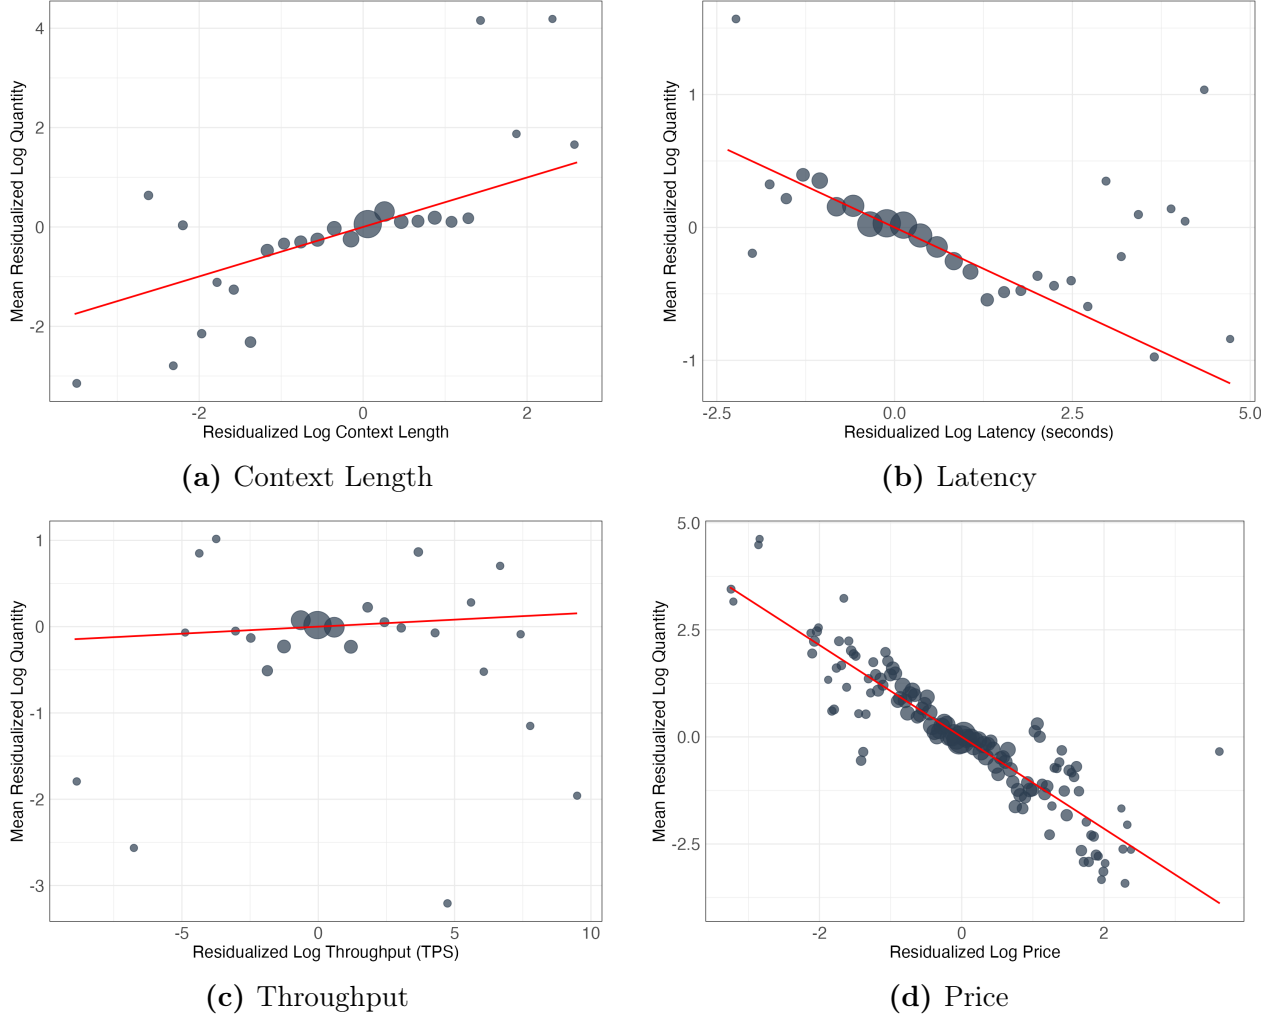 4
2
0
-2
-2
0
2
Mean Residualized Log Quantity
Residualized Log Context Length
(a) Context Length
1
0
-1
-2.5
0.0
2.5
5.0
Mean Residualized Log Quantity
Residualized Log Latency (seconds)
(b) Latency
1
0
-1
-2
-3
-5
0
5
10
Mean Residualized Log Quantity
Residualized Log Throughput (TPS)
(c) Throughput
5.0
2.5
0.0
-2.5
-2
0
2
Mean Residualized Log Quantity
Residualized Log Price
(d) Price